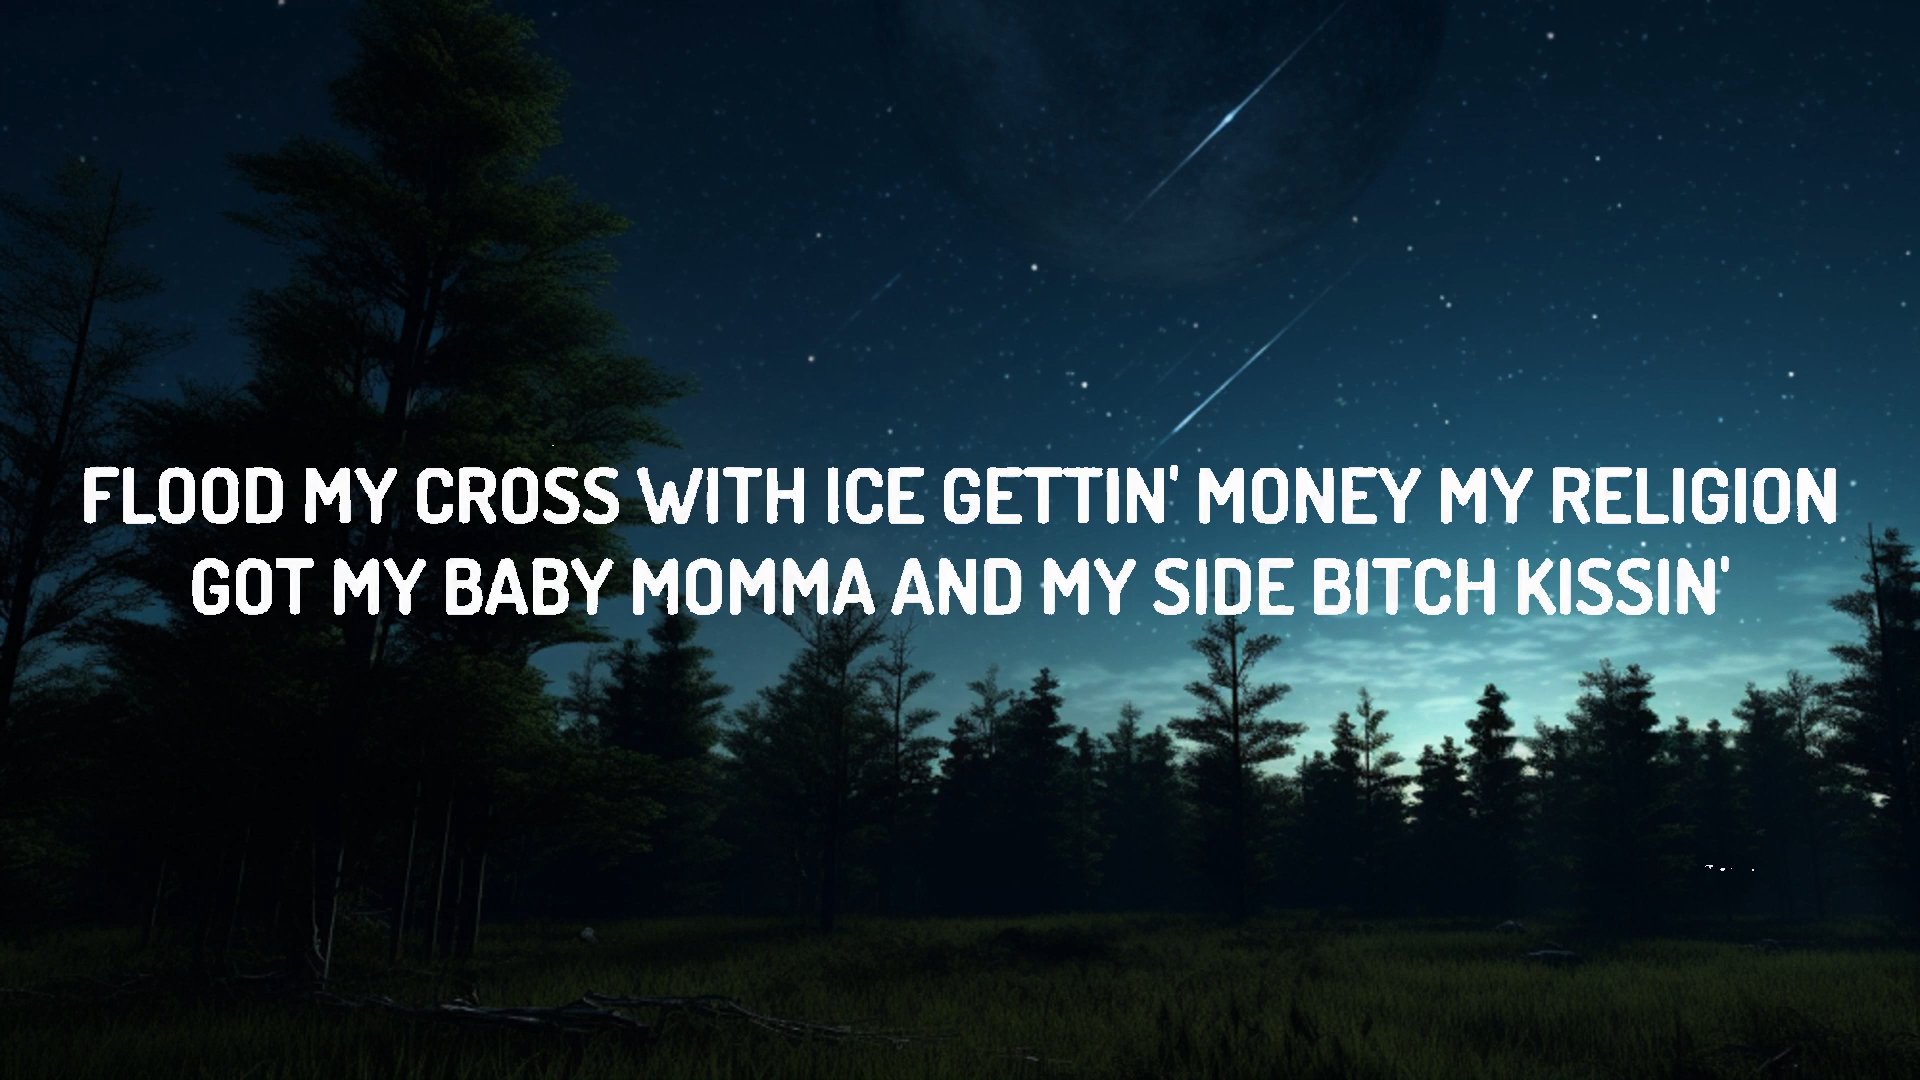 FLOOD MY CROSS WITH ICE GETTIN' MONEY MY RELIGION
GOT MY BABY MOMMA AND MY SIDE BITCH KISSIN'